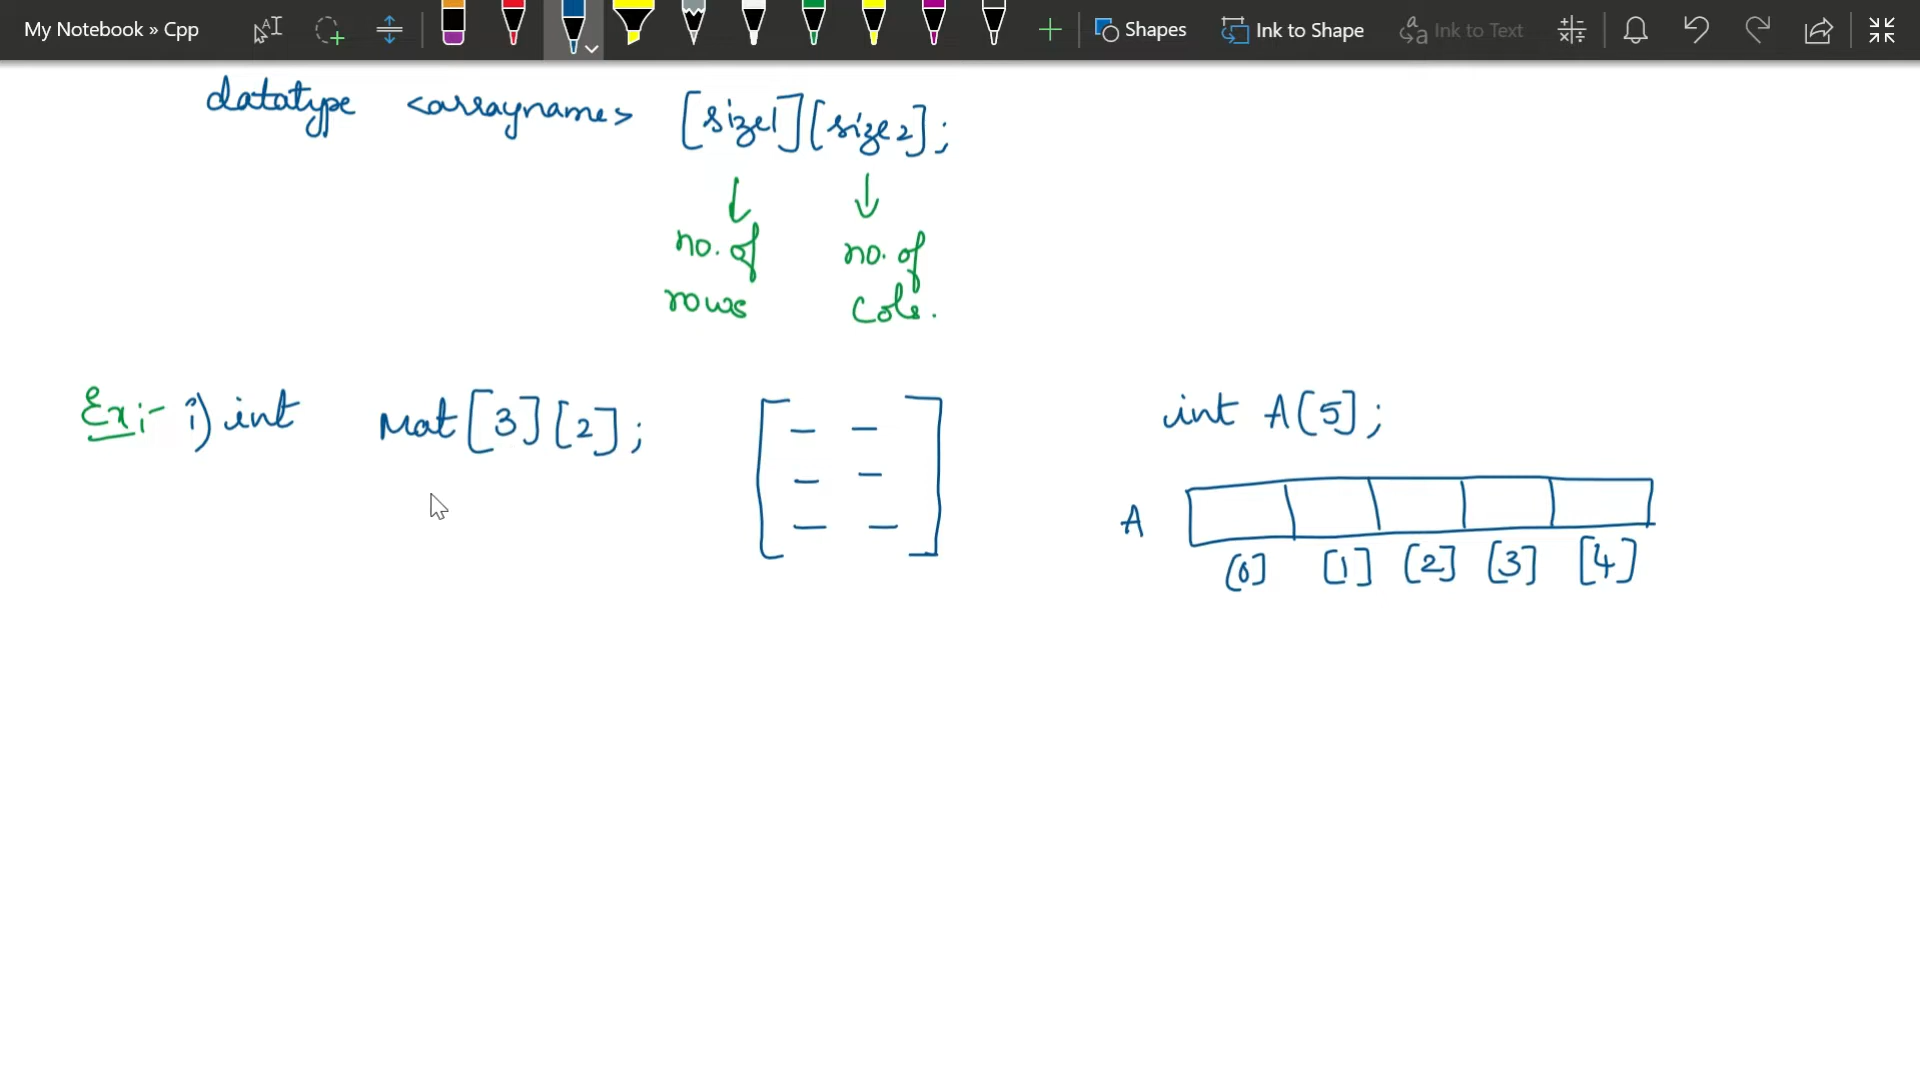 My Notebook » Cpp
Shapes
Ink to Shape
Ink to Text
datatype <arrayname> [size1][size2];
no. of rows
no. of cols.
Ex:- i) int Mat[3][2];
int A[5];
A
[0] [1] [2] [3] [4]